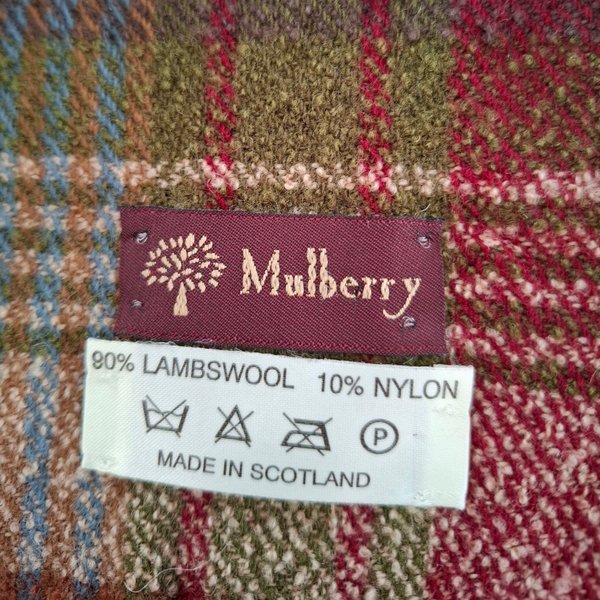 Mulberry
90% LAMBSWOOL 10% NYLON
P
MADE IN SCOTLAND